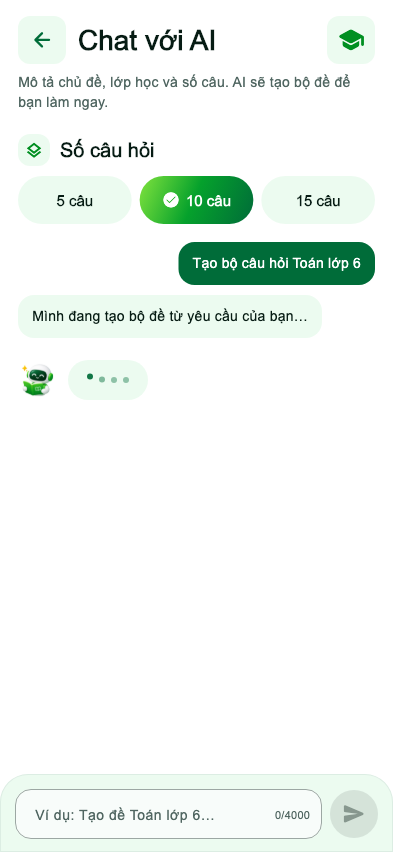 Chat với AI
Mô tả chủ đề, lớp học và số câu. AI sẽ tạo bộ đề để
bạn làm ngay.
Số câu hỏi
5 câu
10 câu
15 câu
Tạo bộ câu hỏi Toán lớp 6
Mình đang tạo bộ đề từ yêu cầu của bạn...
Ví dụ: Tạo đề Toán lớp 6...
0/4000